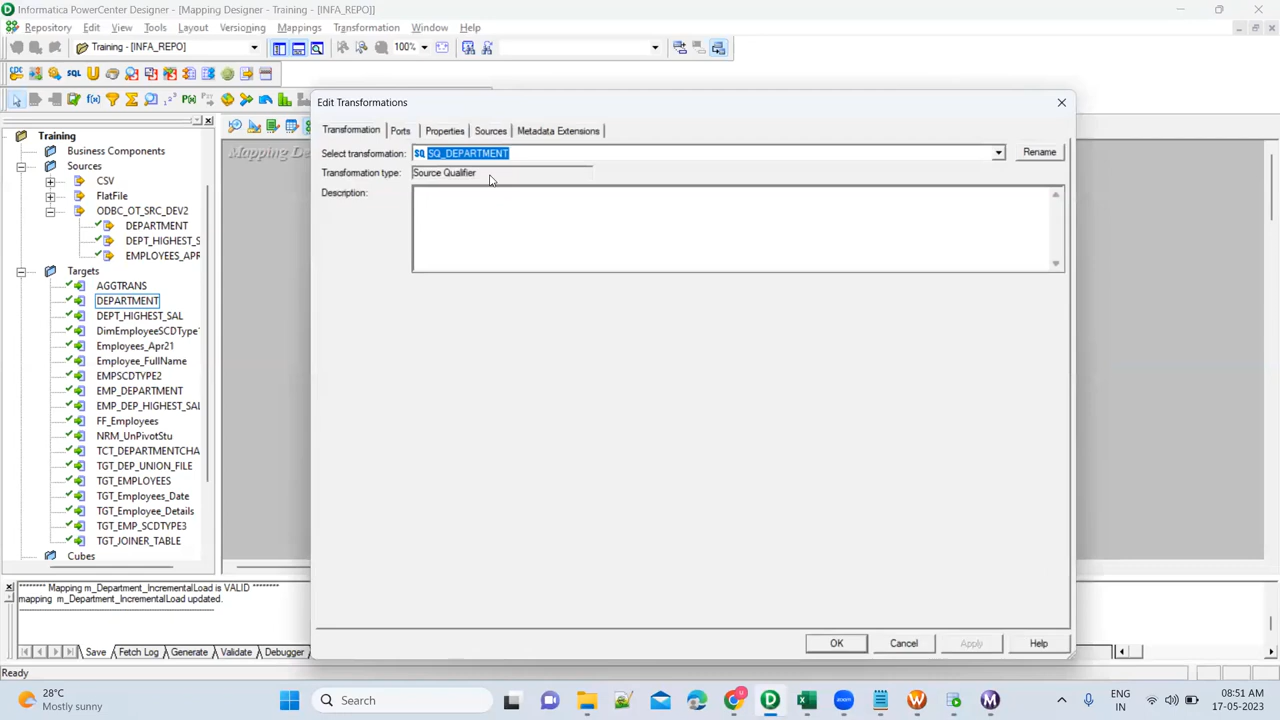 Informatica PowerCenter Designer - [Mapping Designer - Training - [INFA_REPO]]
Repository Edit View Tools Layout Versioning Mappings Transformation Window Help
Training - [INFA_REPO] 100%
SQL
Edit Transformations
Transformation Ports Properties Sources Metadata Extensions
Select transformation: SQ_DEPARTMENT Rename
Transformation type: Source Qualifier
Description:
Training
Business Components
Sources
CSV
FlatFile
ODBC_OT_SRC_DEV2
DEPARTMENT
DEPT_HIGHEST_S
EMPLOYEES_APR
Targets
AGGTRANS
DEPARTMENT
DEPT_HIGHEST_SAL
DimEmployeeSCDType
Employees_Apr21
Employee_FullName
EMPSCDTYPE2
EMP_DEPARTMENT
EMP_DEP_HIGHEST_SAL
FF_Employees
NRM_UnPivotStu
TCT_DEPARTMENTCHA
TGT_DEP_UNION_FILE
TGT_EMPLOYEES
TGT_Employees_Date
TGT_Employee_Details
TGT_EMP_SCDTYPE3
TGT_JOINER_TABLE
Cubes
Mapping De
******** Mapping m_Department_IncrementalLoad is VALID ********
mapping m_Department_IncrementalLoad updated.
Save Fetch Log Generate Validate Debugger
OK Cancel Apply Help
Ready
28°C
Mostly sunny
Search
ENG
IN
08:51 AM
17-05-2023